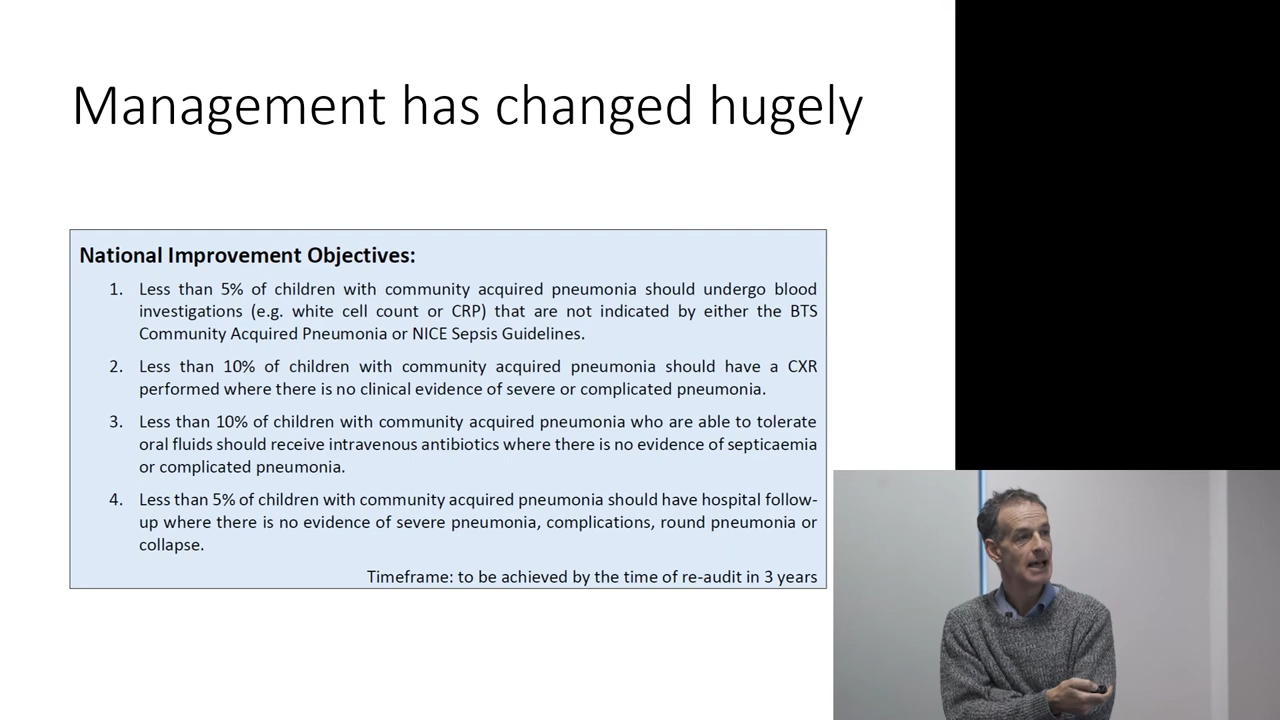 Management has changed hugely
National Improvement Objectives:
1. Less than 5% of children with community acquired pneumonia should undergo blood
investigations (e.g. white cell count or CRP) that are not indicated by either the BTS
Community Acquired Pneumonia or NICE Sepsis Guidelines.
2. Less than 10% of children with community acquired pneumonia should have a CXR
performed where there is no clinical evidence of severe or complicated pneumonia.
3. Less than 10% of children with community acquired pneumonia who are able to tolerate
oral fluids should receive intravenous antibiotics where there is no evidence of septicaemia
or complicated pneumonia.
4. Less than 5% of children with community acquired pneumonia should have hospital follow-
up where there is no evidence of severe pneumonia, complications, round pneumonia or
collapse.
Timeframe: to be achieved by the time of re-audit in 3 years